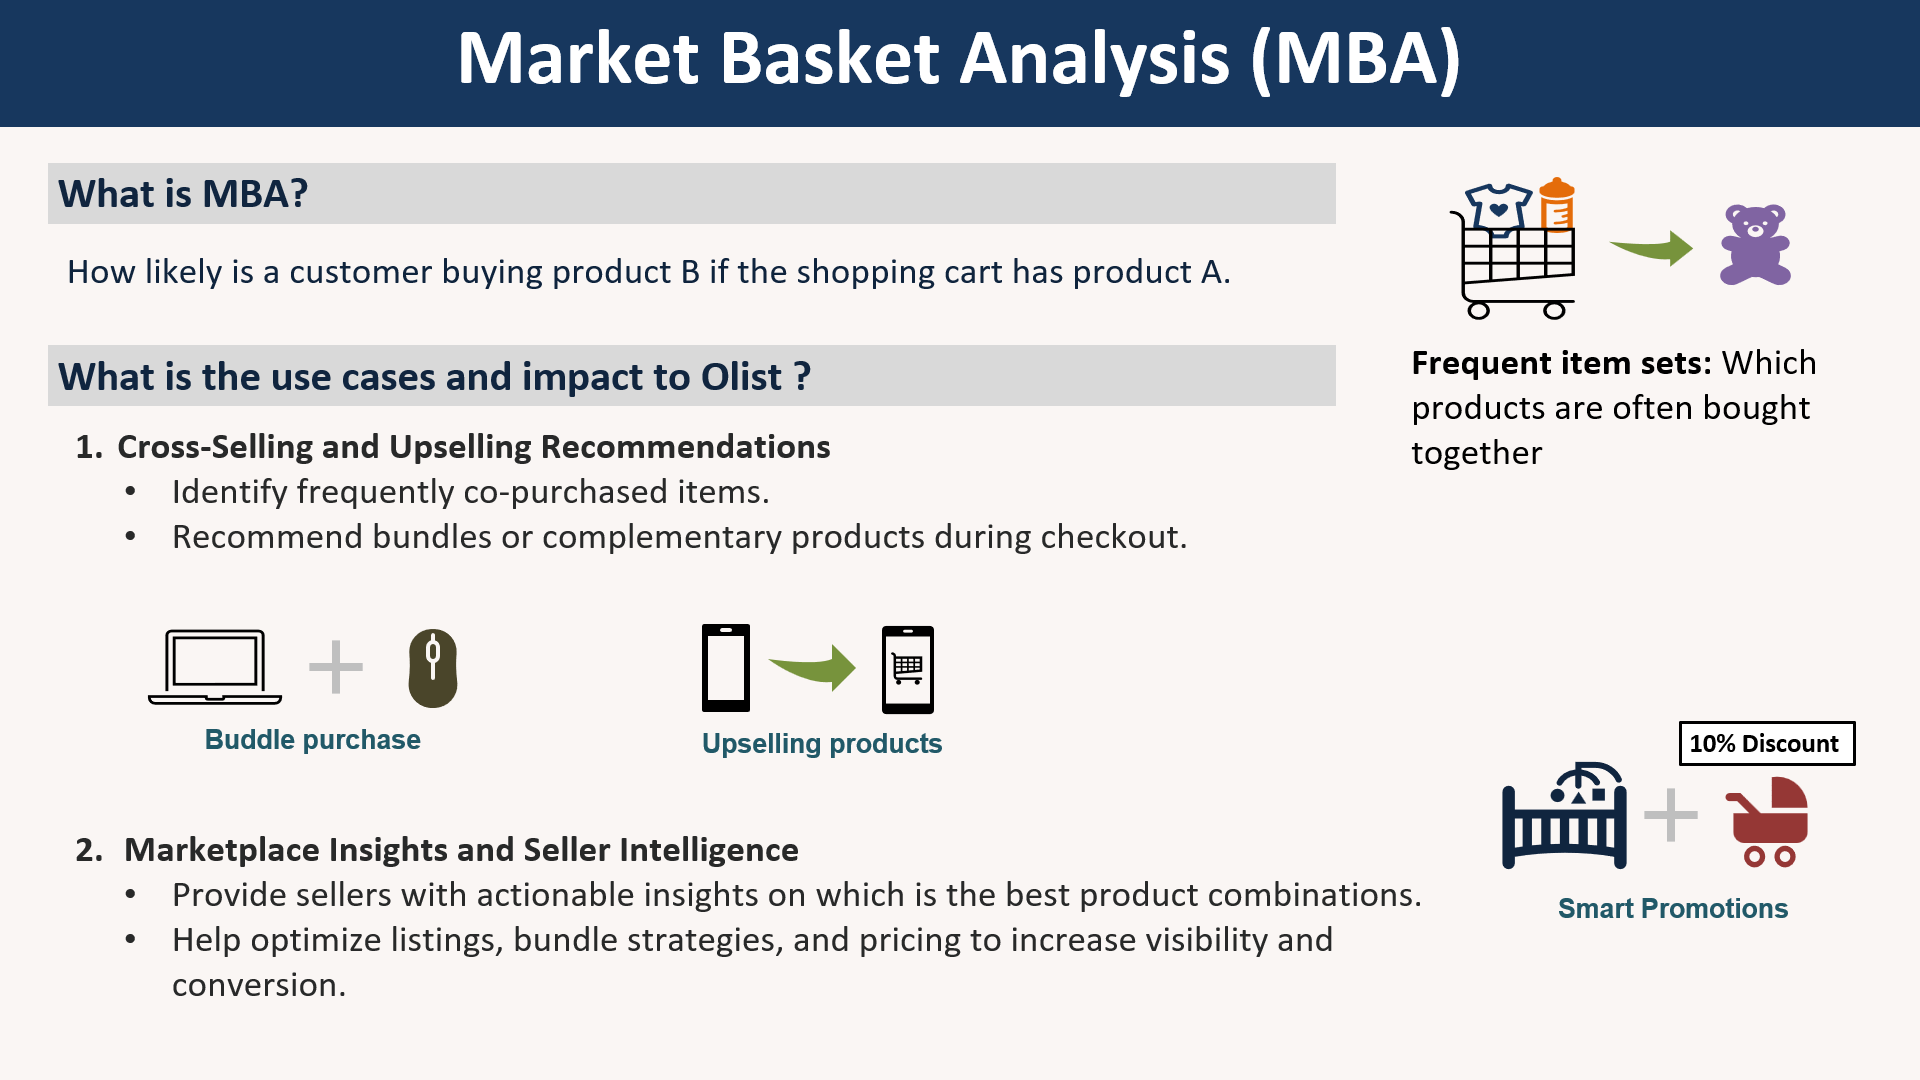 Market Basket Analysis (MBA)
What is MBA?
How likely is a customer buying product B if the shopping cart has product A.
Frequent item sets: Which
products are often bought
together
What is the use cases and impact to Olist ?
1. Cross-Selling and Upselling Recommendations
• Identify frequently co-purchased items.
• Recommend bundles or complementary products during checkout.
Buddle purchase
Upselling products
10% Discount
Smart Promotions
2. Marketplace Insights and Seller Intelligence
• Provide sellers with actionable insights on which is the best product combinations.
• Help optimize listings, bundle strategies, and pricing to increase visibility and
conversion.